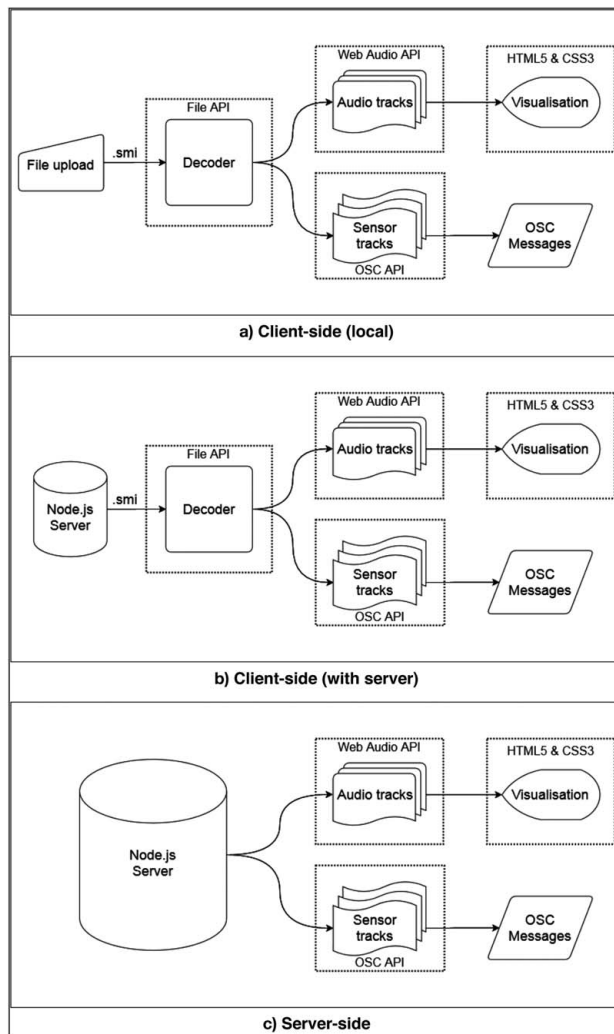 Web Audio API
HTML5 & CSS3
File API
Audio tracks
Visualisation
.smi
File upload
Decoder
Sensor
tracks
OSC
Messages
OSC API
a) Client-side (local)
Web Audio API
HTML5 & CSS3
File API
Audio tracks
Visualisation
.smi
Node.js
Server
Decoder
Sensor
tracks
OSC
Messages
OSC API
b) Client-side (with server)
Web Audio API
HTML5 & CSS3
Audio tracks
Visualisation
Node.js
Server
Sensor
tracks
OSC
Messages
OSC API
c) Server-side